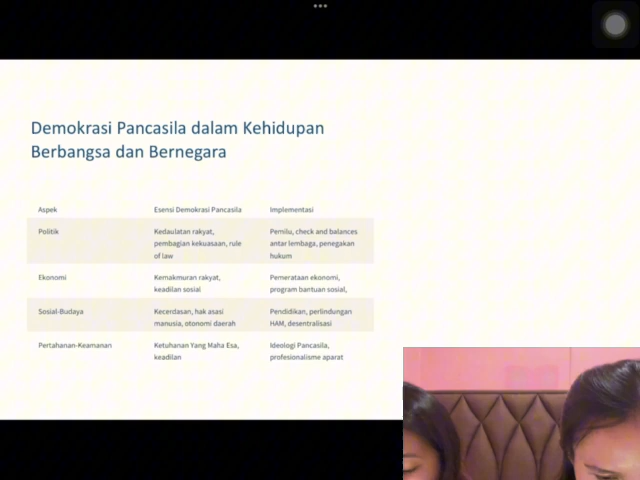 Demokrasi Pancasila dalam Kehidupan
Berbangsa dan Bernegara
Aspek Esensi Demokrasi Pancasila Implementasi
Politik Kedaulatan rakyat, Pemilu, check and balances
pembagian kekuasaan, rule antar lembaga, penegakan
of law hukum
Ekonomi Kemakmuran rakyat, Pemerataan ekonomi,
keadilan sosial program bantuan sosial,
Sosial-Budaya Kecerdasan, hak asasi Pendidikan, perlindungan
manusia, otonomi daerah HAM, desentralisasi
Pertahanan-Keamanan Ketuhanan Yang Maha Esa, Ideologi Pancasila,
keadilan profesionalisme aparat